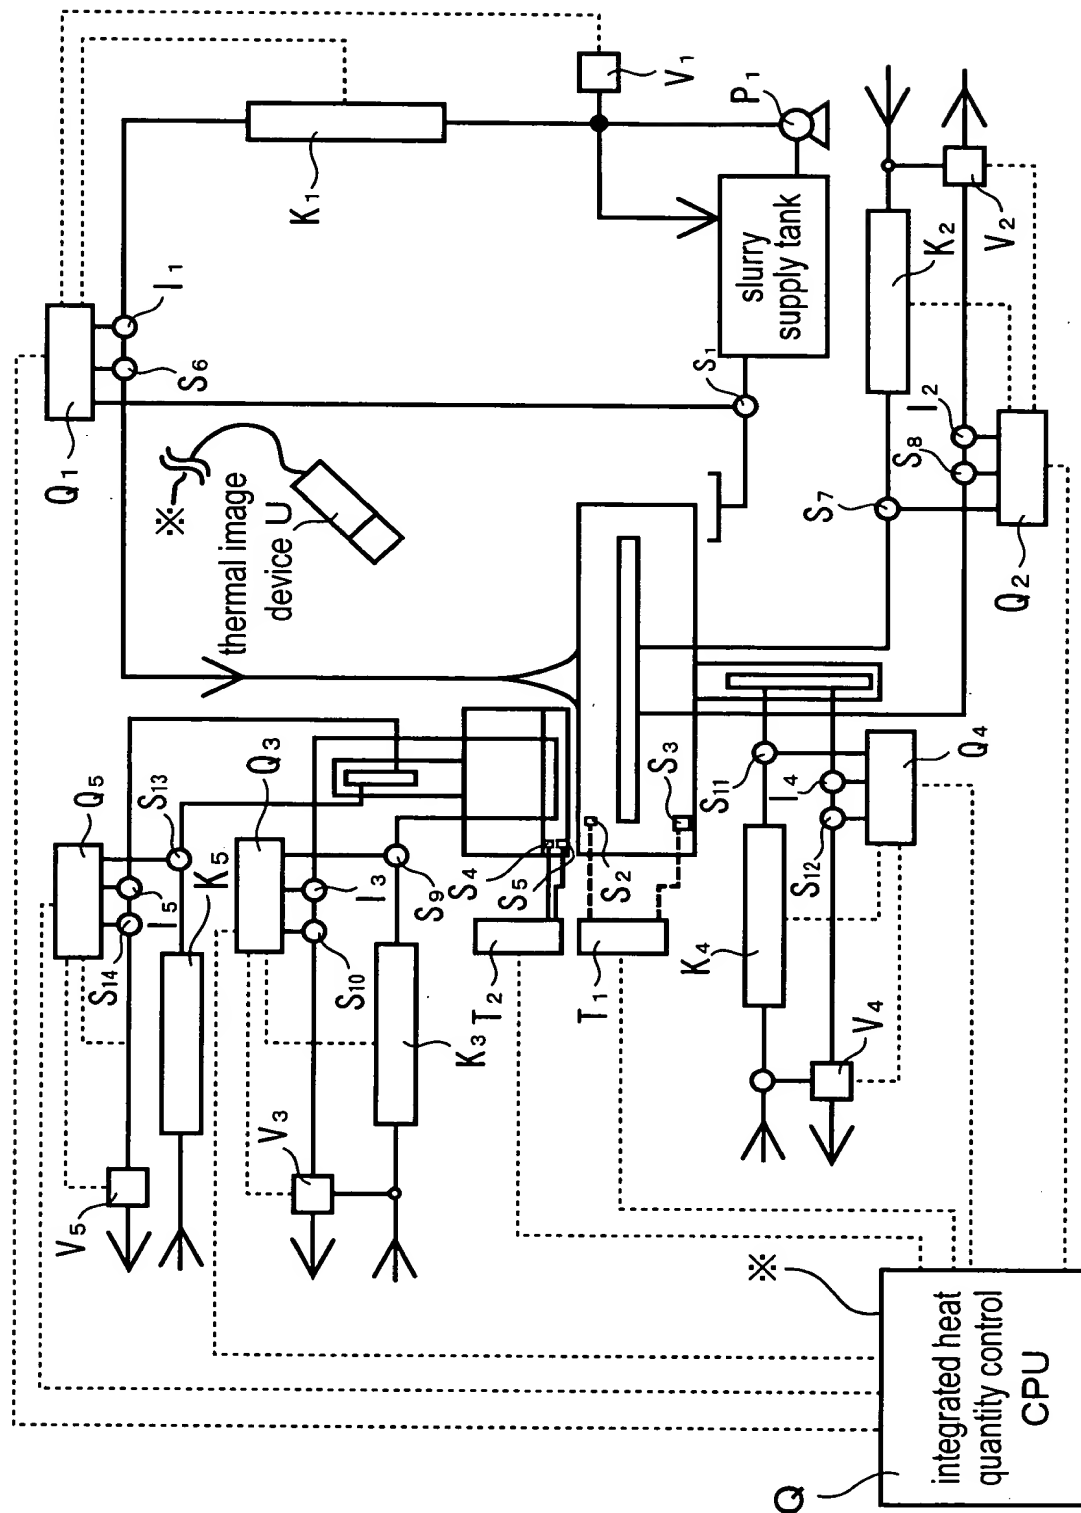 Q₁
V₅
Q₅
S₁₄
I₅
S₁₃
※
I₁
S₆
K₅
thermal image
device U
V₃
Q₃
K₁
S₁₀
I₃
S₉
K₃
S₄
T₂
S₅
T₁
S₂
S₃
V₁
K₄
S₁₁
S₁
P₁
slurry
supply tank
※
Q
I₄
S₁₂
S₇
V₄
S₈
I₂
K₂
Q₄
V₂
Q₂
integrated heat
quantity control
CPU